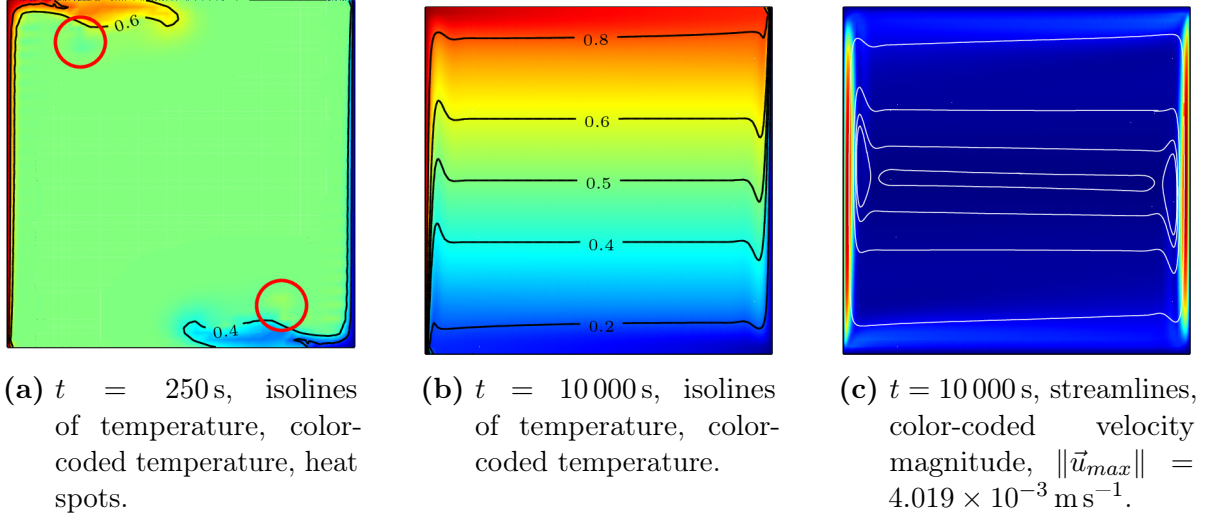 0.6
0.4
0.8
0.6
0.5
0.4
0.2
(a) t = 250 s, isolines
of temperature, color-
coded temperature, heat
spots.
(b) t = 10 000 s, isolines
of temperature, color-
coded temperature.
(c) t = 10 000 s, streamlines,
color-coded velocity
magnitude, ‖u⃗max‖ =
4.019 × 10⁻³ m s⁻¹.